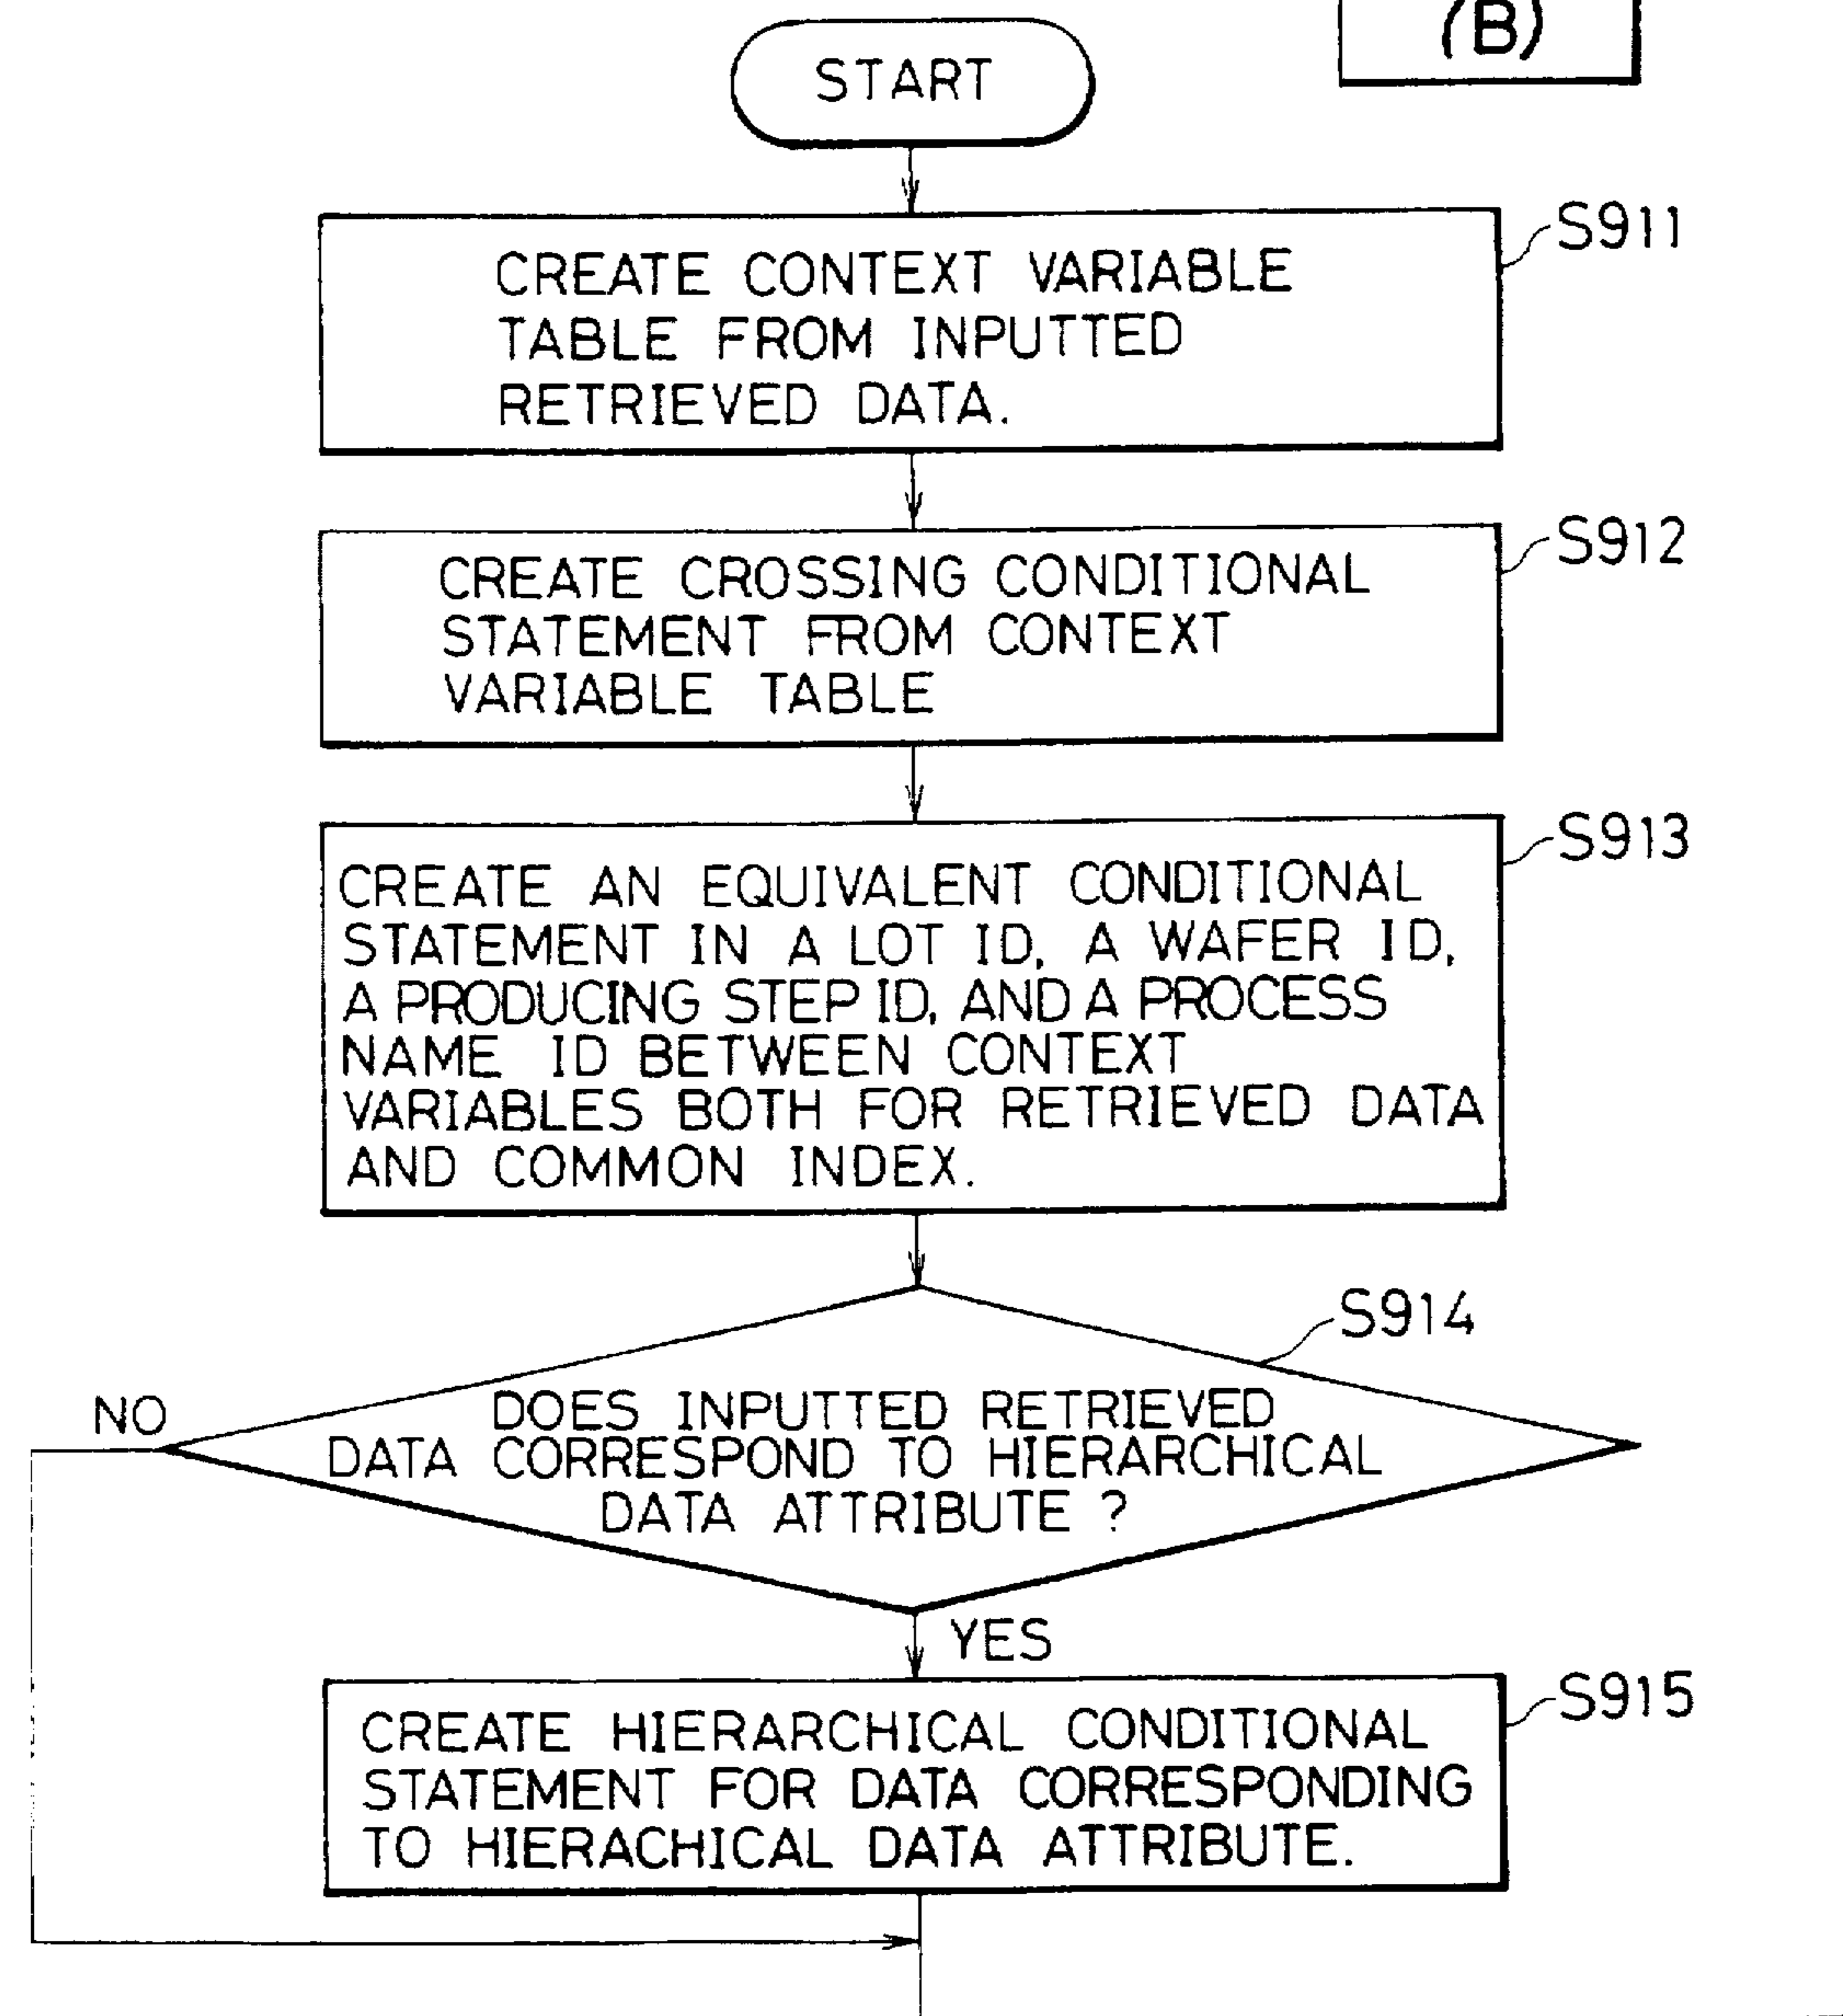 (B)
START
S911
CREATE CONTEXT VARIABLE
TABLE FROM INPUTTED
RETRIEVED DATA.
S912
CREATE CROSSING CONDITIONAL
STATEMENT FROM CONTEXT
VARIABLE TABLE
S913
CREATE AN EQUIVALENT CONDITIONAL
STATEMENT IN A LOT ID, A WAFER ID,
A PRODUCING STEP ID, AND A PROCESS
NAME ID BETWEEN CONTEXT
VARIABLES BOTH FOR RETRIEVED DATA
AND COMMON INDEX.
S914
NO
DOES INPUTTED RETRIEVED
DATA CORRESPOND TO HIERARCHICAL
DATA ATTRIBUTE ?
YES
S915
CREATE HIERARCHICAL CONDITIONAL
STATEMENT FOR DATA CORRESPONDING
TO HIERACHICAL DATA ATTRIBUTE.